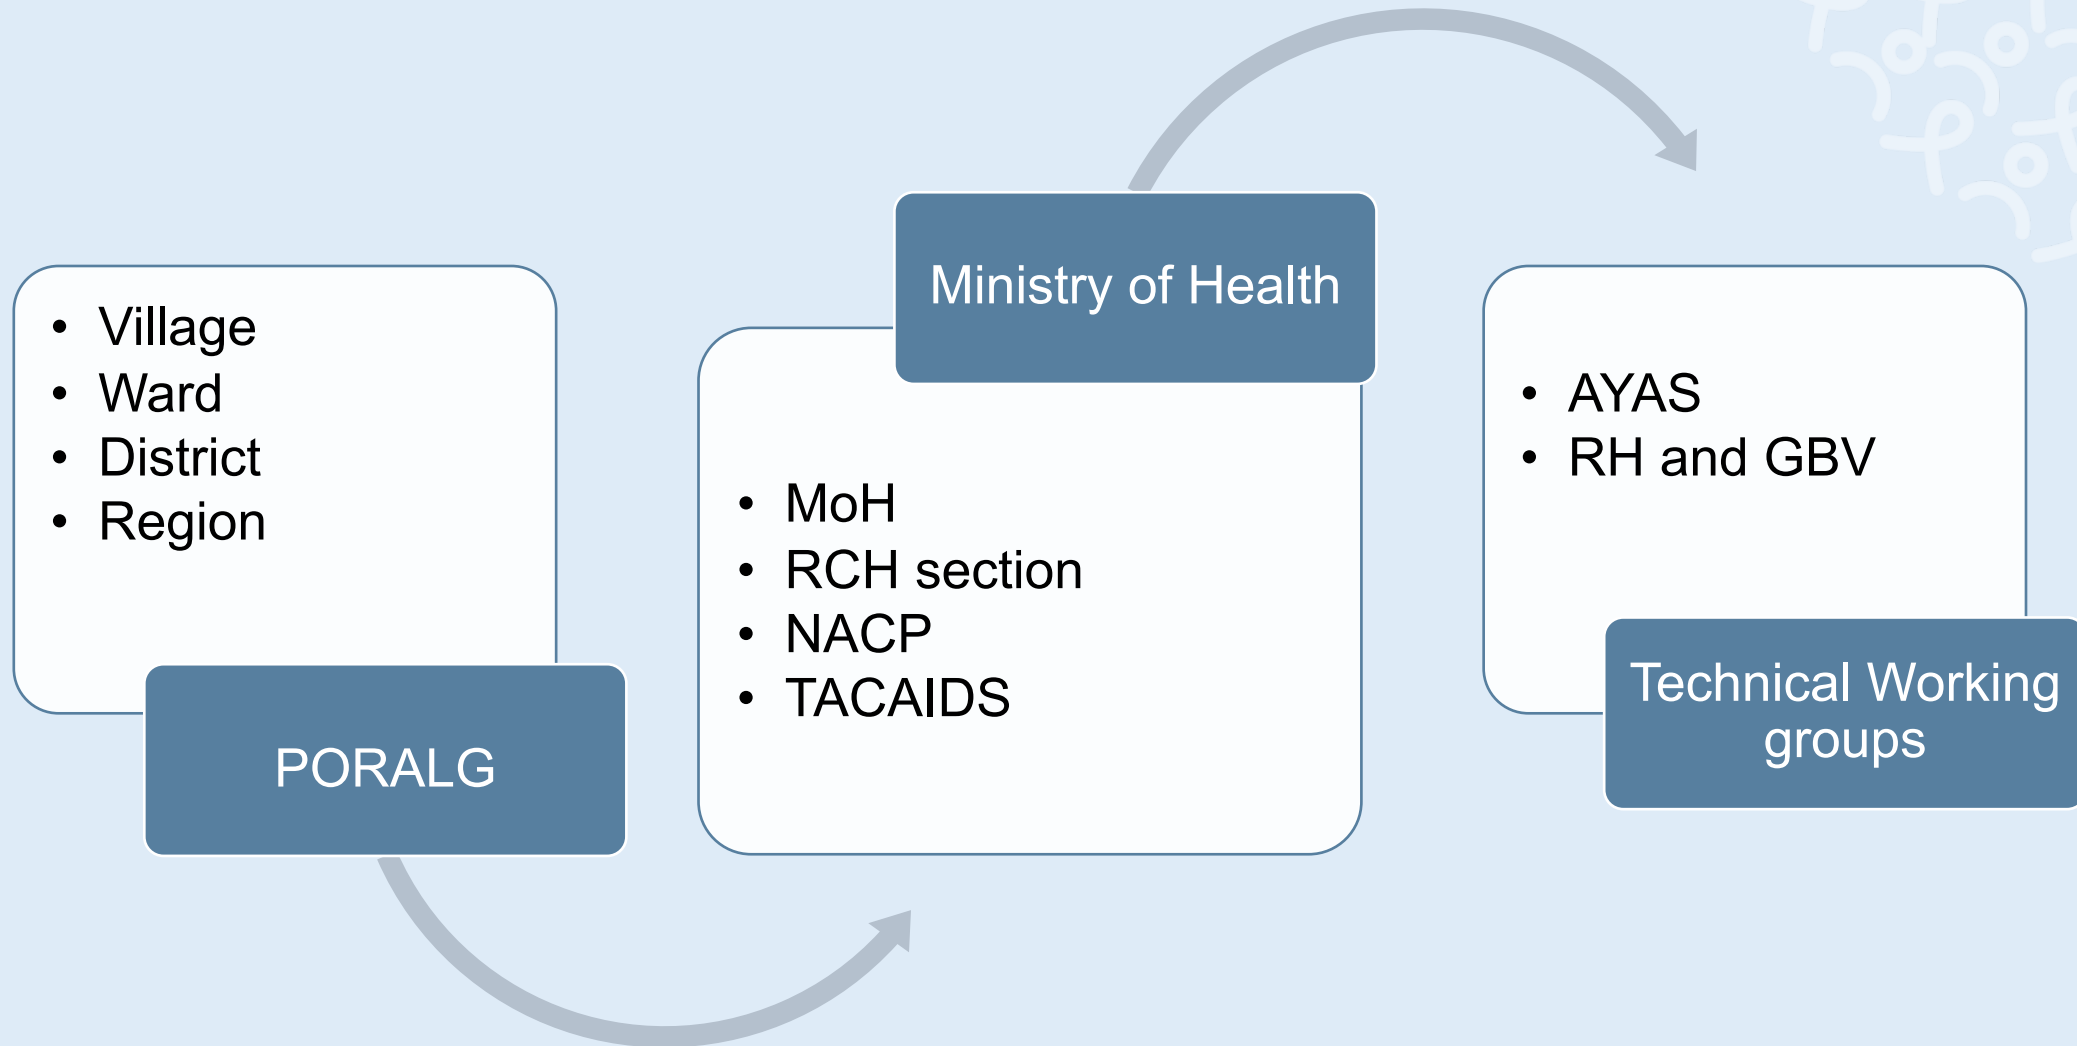 • Village
• Ward
• District
• Region
PORALG
Ministry of Health
• MoH
• RCH section
• NACP
• TACAIDS
• AYAS
• RH and GBV
Technical Working
groups